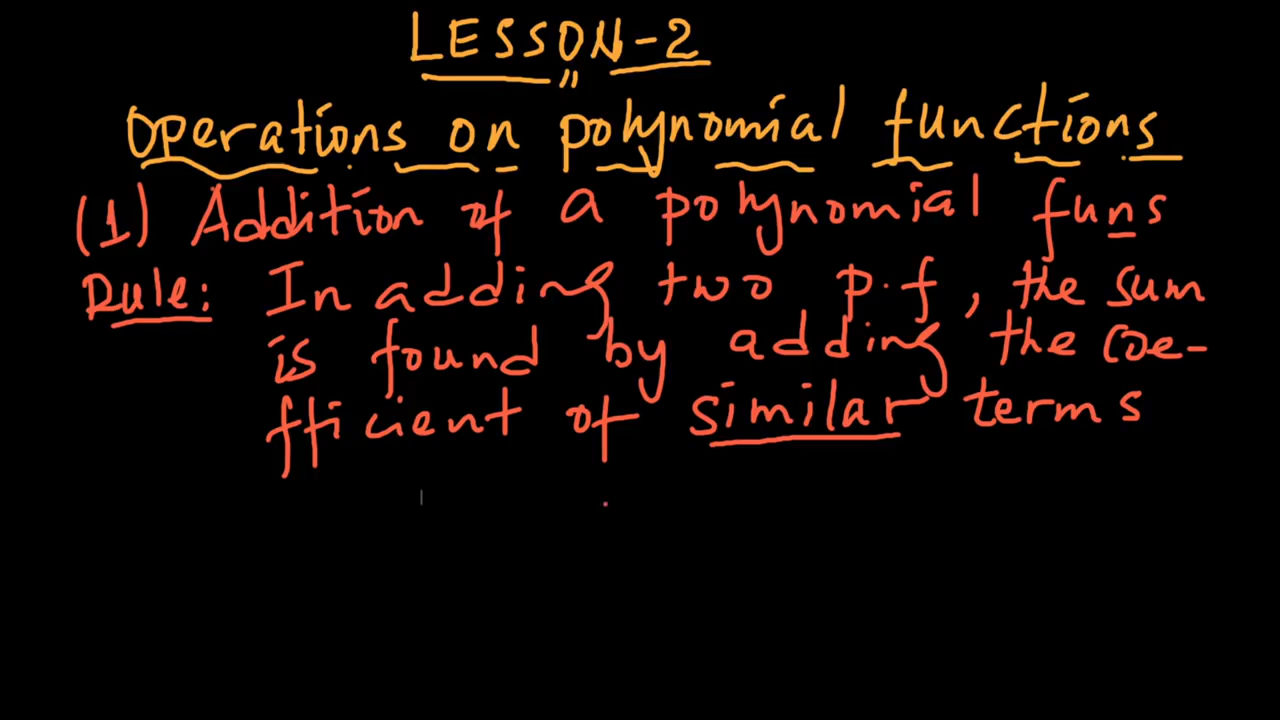 LESSON-2
Operations on polynomial functions
(1) Addition of a polynomial funs
Rule: In adding two p.f, the sum
is found by adding the coe-
fficient of similar terms